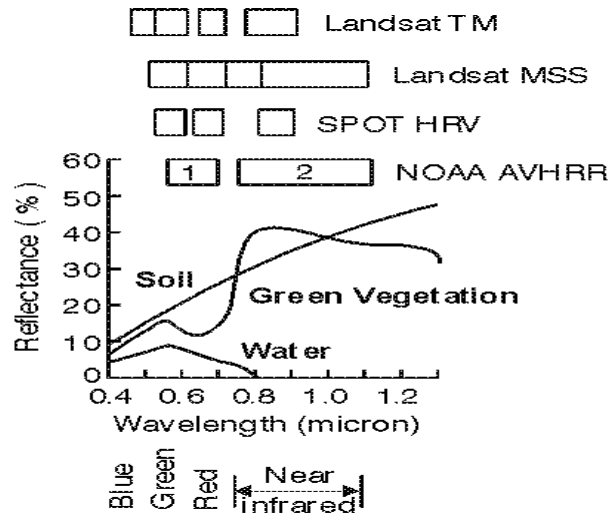 Landsat TM
Landsat MSS
SPOT HRV
NOAA AVHRR
1
2
Reflectance (%)
60
50
40
30
20
10
0
Soil
Green Vegetation
Water
0.4
0.6
0.8
1.0
1.2
Wavelength (micron)
Blue
Green
Red
Near
infrared